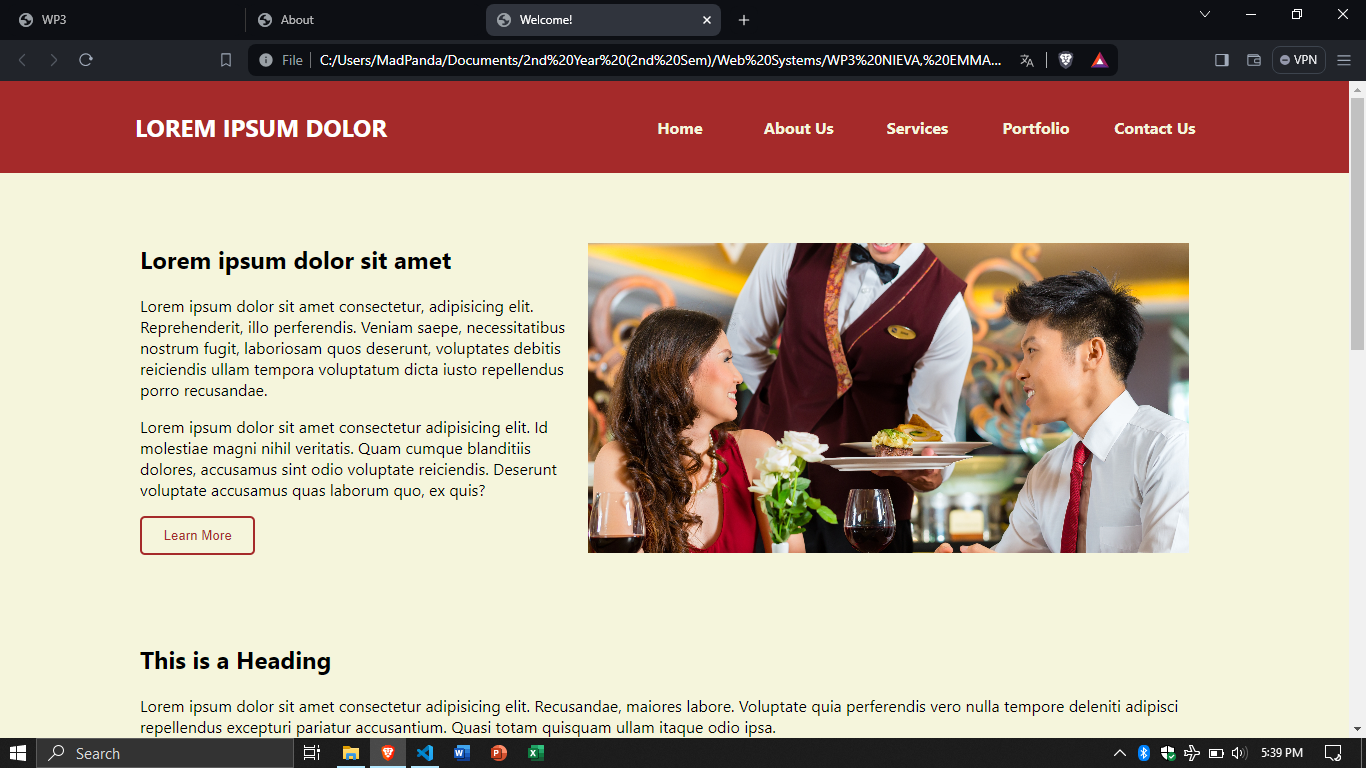 WP3
About
Welcome!
File
C:/Users/MadPanda/Documents/2nd%20Year%20(2nd%20Sem)/Web%20Systems/WP3%20NIEVA,%20EMMA...
VPN
LOREM IPSUM DOLOR
Home
About Us
Services
Portfolio
Contact Us
Lorem ipsum dolor sit amet
Lorem ipsum dolor sit amet consectetur, adipisicing elit.
Reprehenderit, illo perferendis. Veniam saepe, necessitatibus
nostrum fugit, laboriosam quos deserunt, voluptates debitis
reiciendis ullam tempora voluptatum dicta iusto repellendus
porro recusandae.
Lorem ipsum dolor sit amet consectetur adipisicing elit. Id
molestiae magni nihil veritatis. Quam cumque blanditiis
dolores, accusamus sint odio voluptate reiciendis. Deserunt
voluptate accusamus quas laborum quo, ex quis?
Learn More
This is a Heading
Lorem ipsum dolor sit amet consectetur adipisicing elit. Recusandae, maiores labore. Voluptate quia perferendis vero nulla tempore deleniti adipisci
repellendus excepturi pariatur accusantium. Quasi totam quisquam ullam itaque odio ipsa.
Search
5:39 PM